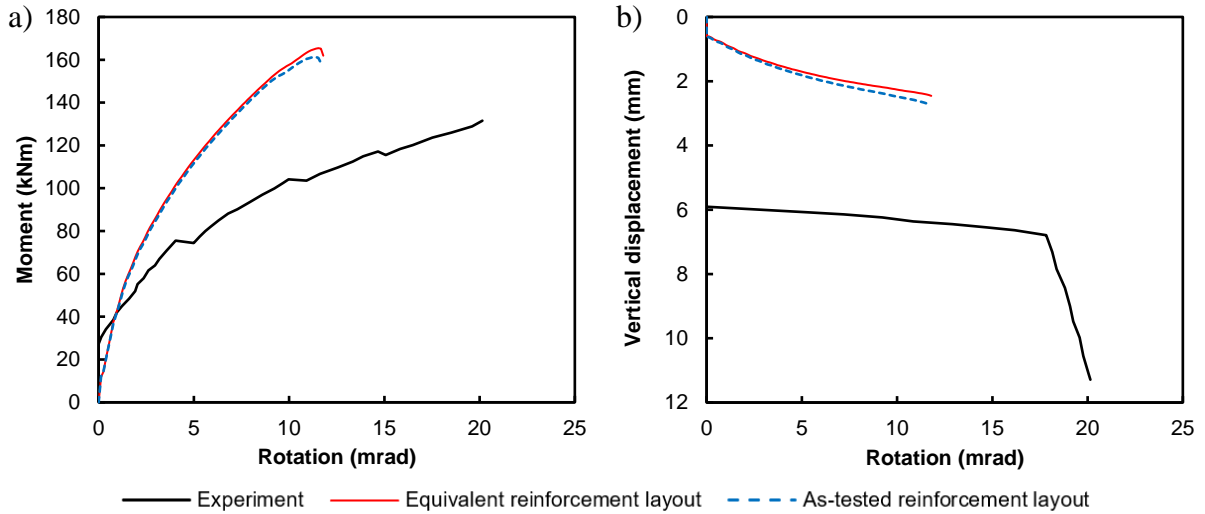 a)
180
160
140
120
100
80
60
40
20
0
Moment (kNm)
0 5 10 15 20 25
Rotation (mrad)
b)
0
2
4
6
8
10
12
Vertical displacement (mm)
0 5 10 15 20 25
Rotation (mrad)
Experiment Equivalent reinforcement layout As-tested reinforcement layout